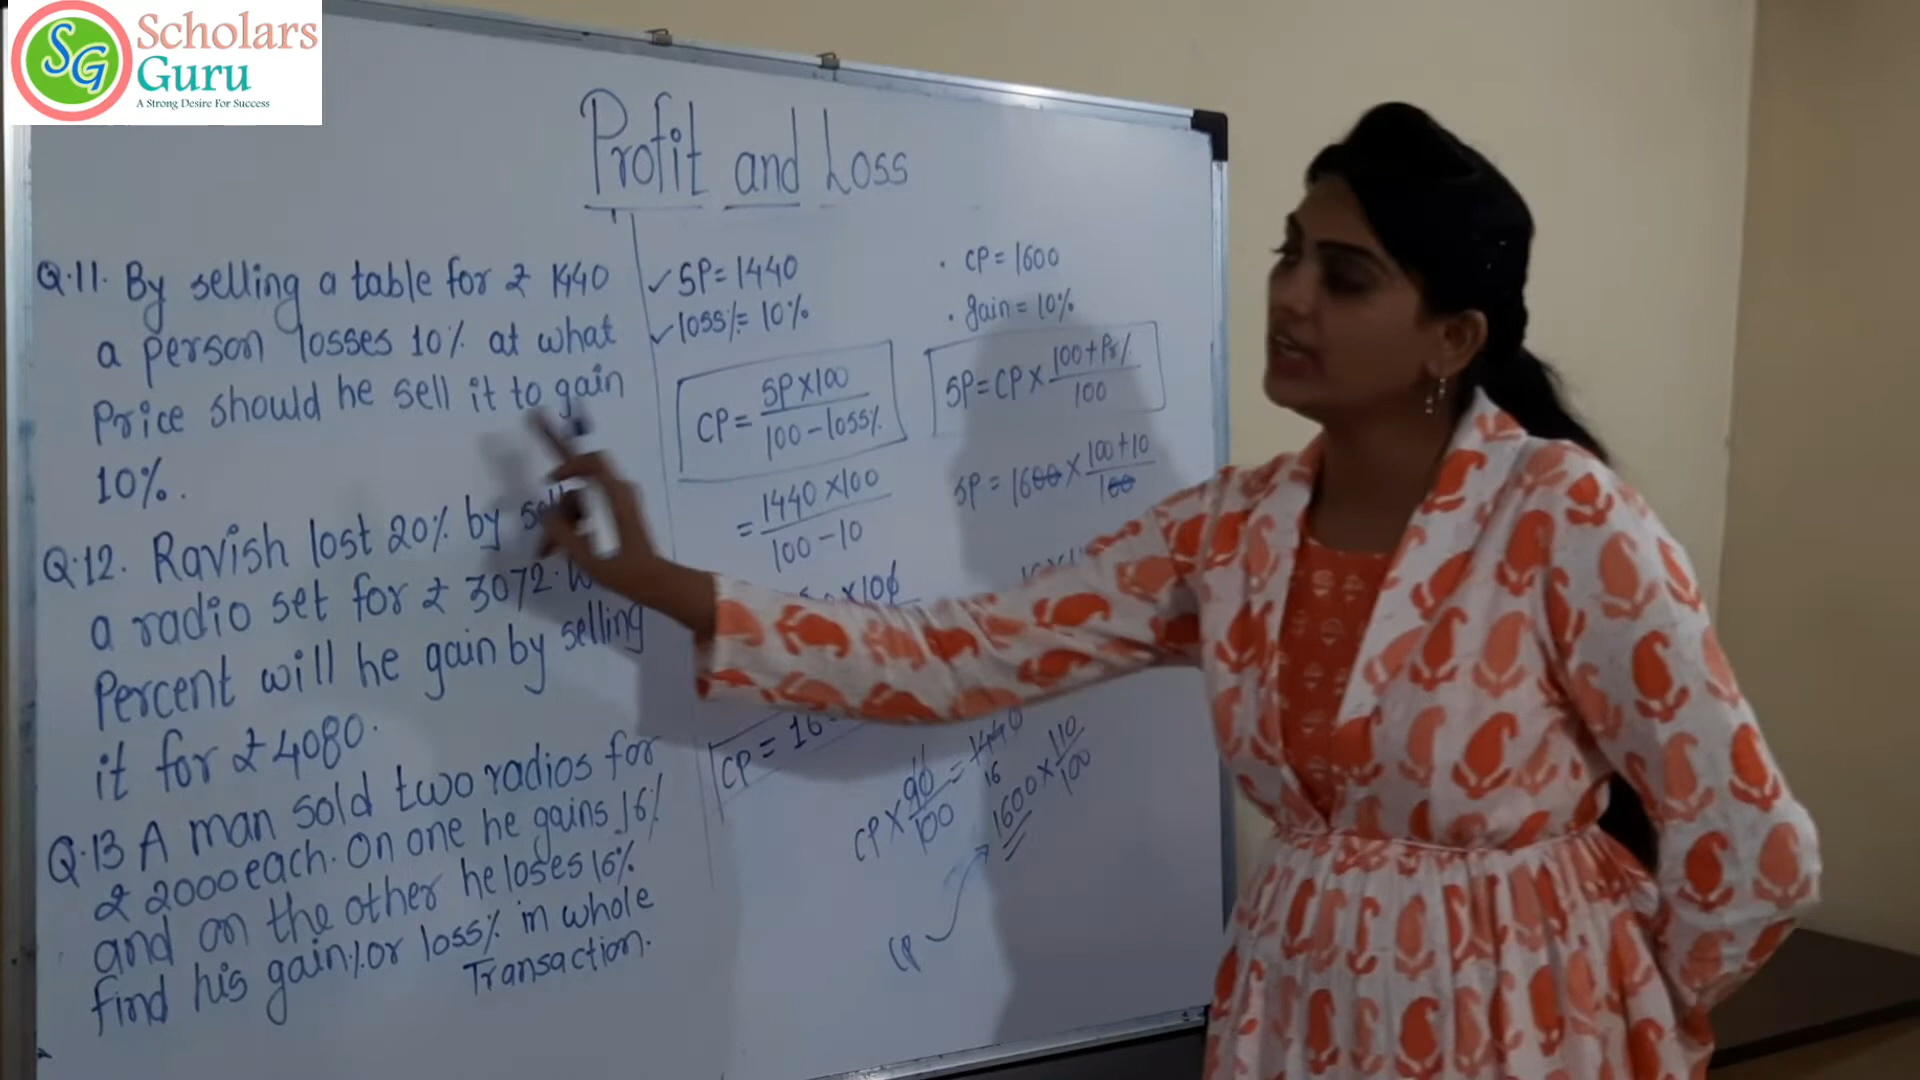 Scholars
Guru
A Strong Desire For Success
Profit and Loss
Q.11. By selling a table for ₹ 1440
a person losses 10% at what
Price should he sell it to gain
10%.
Q.12. Ravish lost 20% by
a radio set for ₹ 3072.
Percent will he gain by selling
it for ₹ 4080.
Q.13 A man sold two radios for
₹ 2000 each. On one he gains 16%
and on the other he loses 16%
find his gain% or loss% in whole
Transaction.
✓ SP = 1440
✓ loss% = 10%
CP = SP×100 / 100 - loss%
= 1440×100 / 100 - 10
×100
CP =
• CP = 1600
• gain = 10%
SP = CP × 100 + Pr% / 100
SP = 1600 × 100+10 / 100
CP × 90/100 = 1440
16
1600 × 110/100
CP